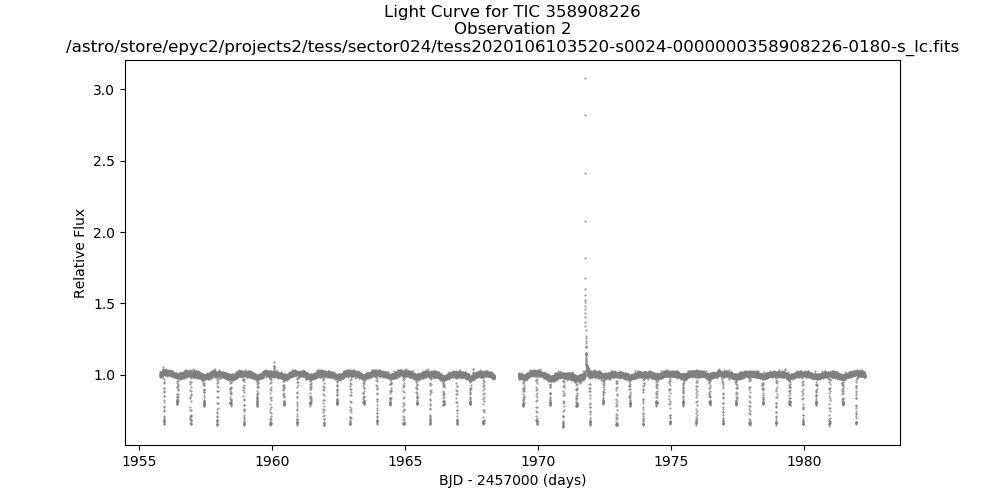 Light Curve for TIC 358908226
Observation 2
/astro/store/epyc2/projects2/tess/sector024/tess2020106103520-s0024-0000000358908226-0180-s_lc.fits
3.0
2.5
2.0
1.5
1.0
Relative Flux
1955
1960
1965
1970
1975
1980
BJD - 2457000 (days)